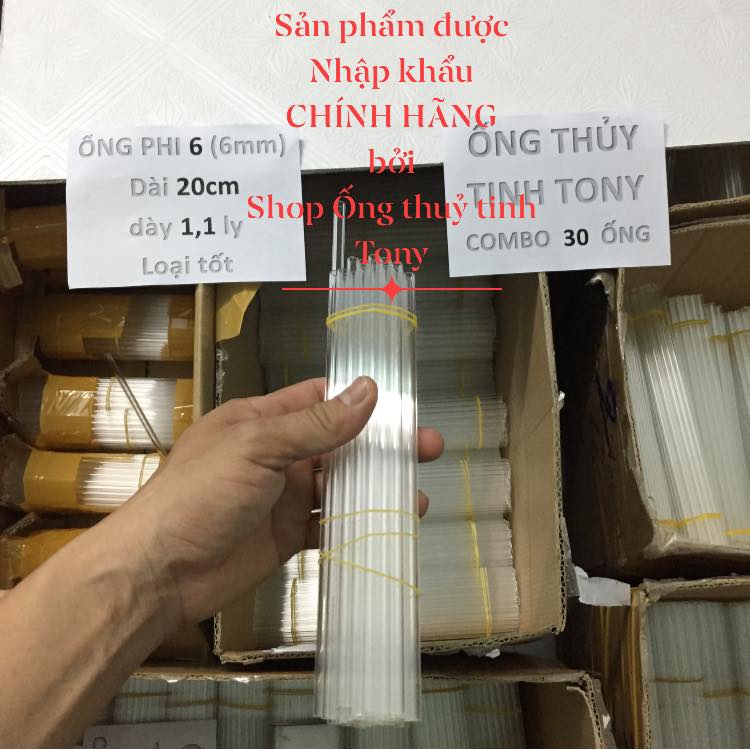 Sản phẩm được
Nhập khẩu
CHÍNH HÃNG
bởi
Shop Ống thuỷ tinh
Tony
ỐNG PHI 6 (6mm)
Dài 20cm
dày 1,1 ly
Loại tốt
ỐNG THỦY
TINH TONY
COMBO 30 ỐNG